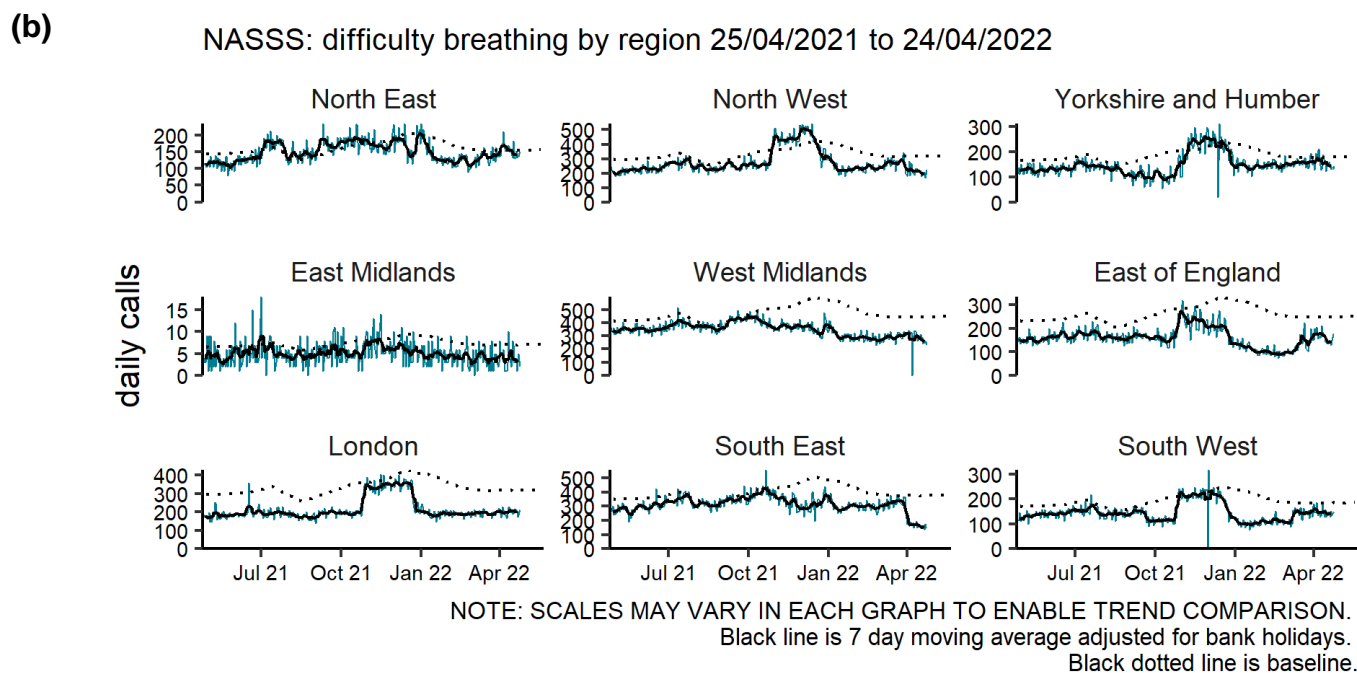 (b)
NASSS: difficulty breathing by region 25/04/2021 to 24/04/2022
daily calls
North East
200
150
100
50
0
North West
500
400
300
200
100
0
Yorkshire and Humber
300
200
100
0
East Midlands
15
10
5
0
West Midlands
500
400
300
200
100
0
East of England
300
200
100
0
London
400
300
200
100
0
Jul 21 Oct 21 Jan 22 Apr 22
South East
500
400
300
200
100
0
Jul 21 Oct 21 Jan 22 Apr 22
South West
300
200
100
0
Jul 21 Oct 21 Jan 22 Apr 22
NOTE: SCALES MAY VARY IN EACH GRAPH TO ENABLE TREND COMPARISON.
Black line is 7 day moving average adjusted for bank holidays.
Black dotted line is baseline.